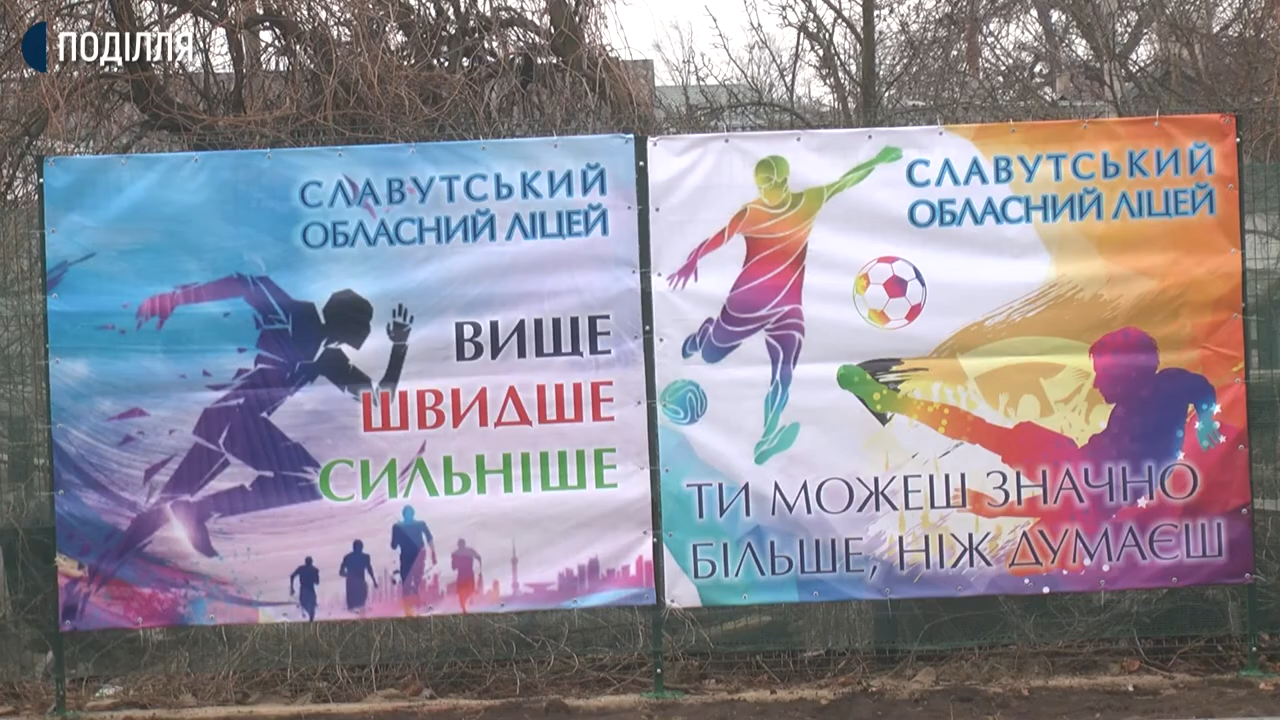 ПОДІЛЛЯ
СЛАВУТСЬКИЙ
ОБЛАСНИЙ ЛІЦЕЙ
ВИЩЕ
ШВИДШЕ
СИЛЬНІШЕ
СЛАВУТСЬКИЙ
ОБЛАСНИЙ ЛІЦЕЙ
ТИ МОЖЕШ ЗНАЧНО
БІЛЬШЕ, НІЖ ДУМАЄШ